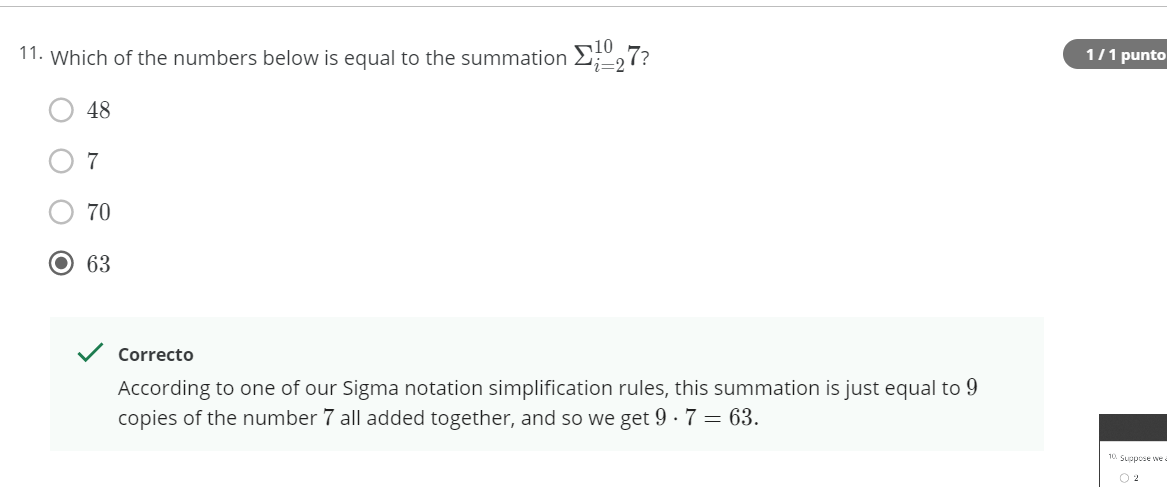 11. Which of the numbers below is equal to the summation Σ_{i=2}^{10} 7?
1 / 1 punto
48
7
70
63
Correcto
According to one of our Sigma notation simplification rules, this summation is just equal to 9
copies of the number 7 all added together, and so we get 9 · 7 = 63.
10. Suppose we
2